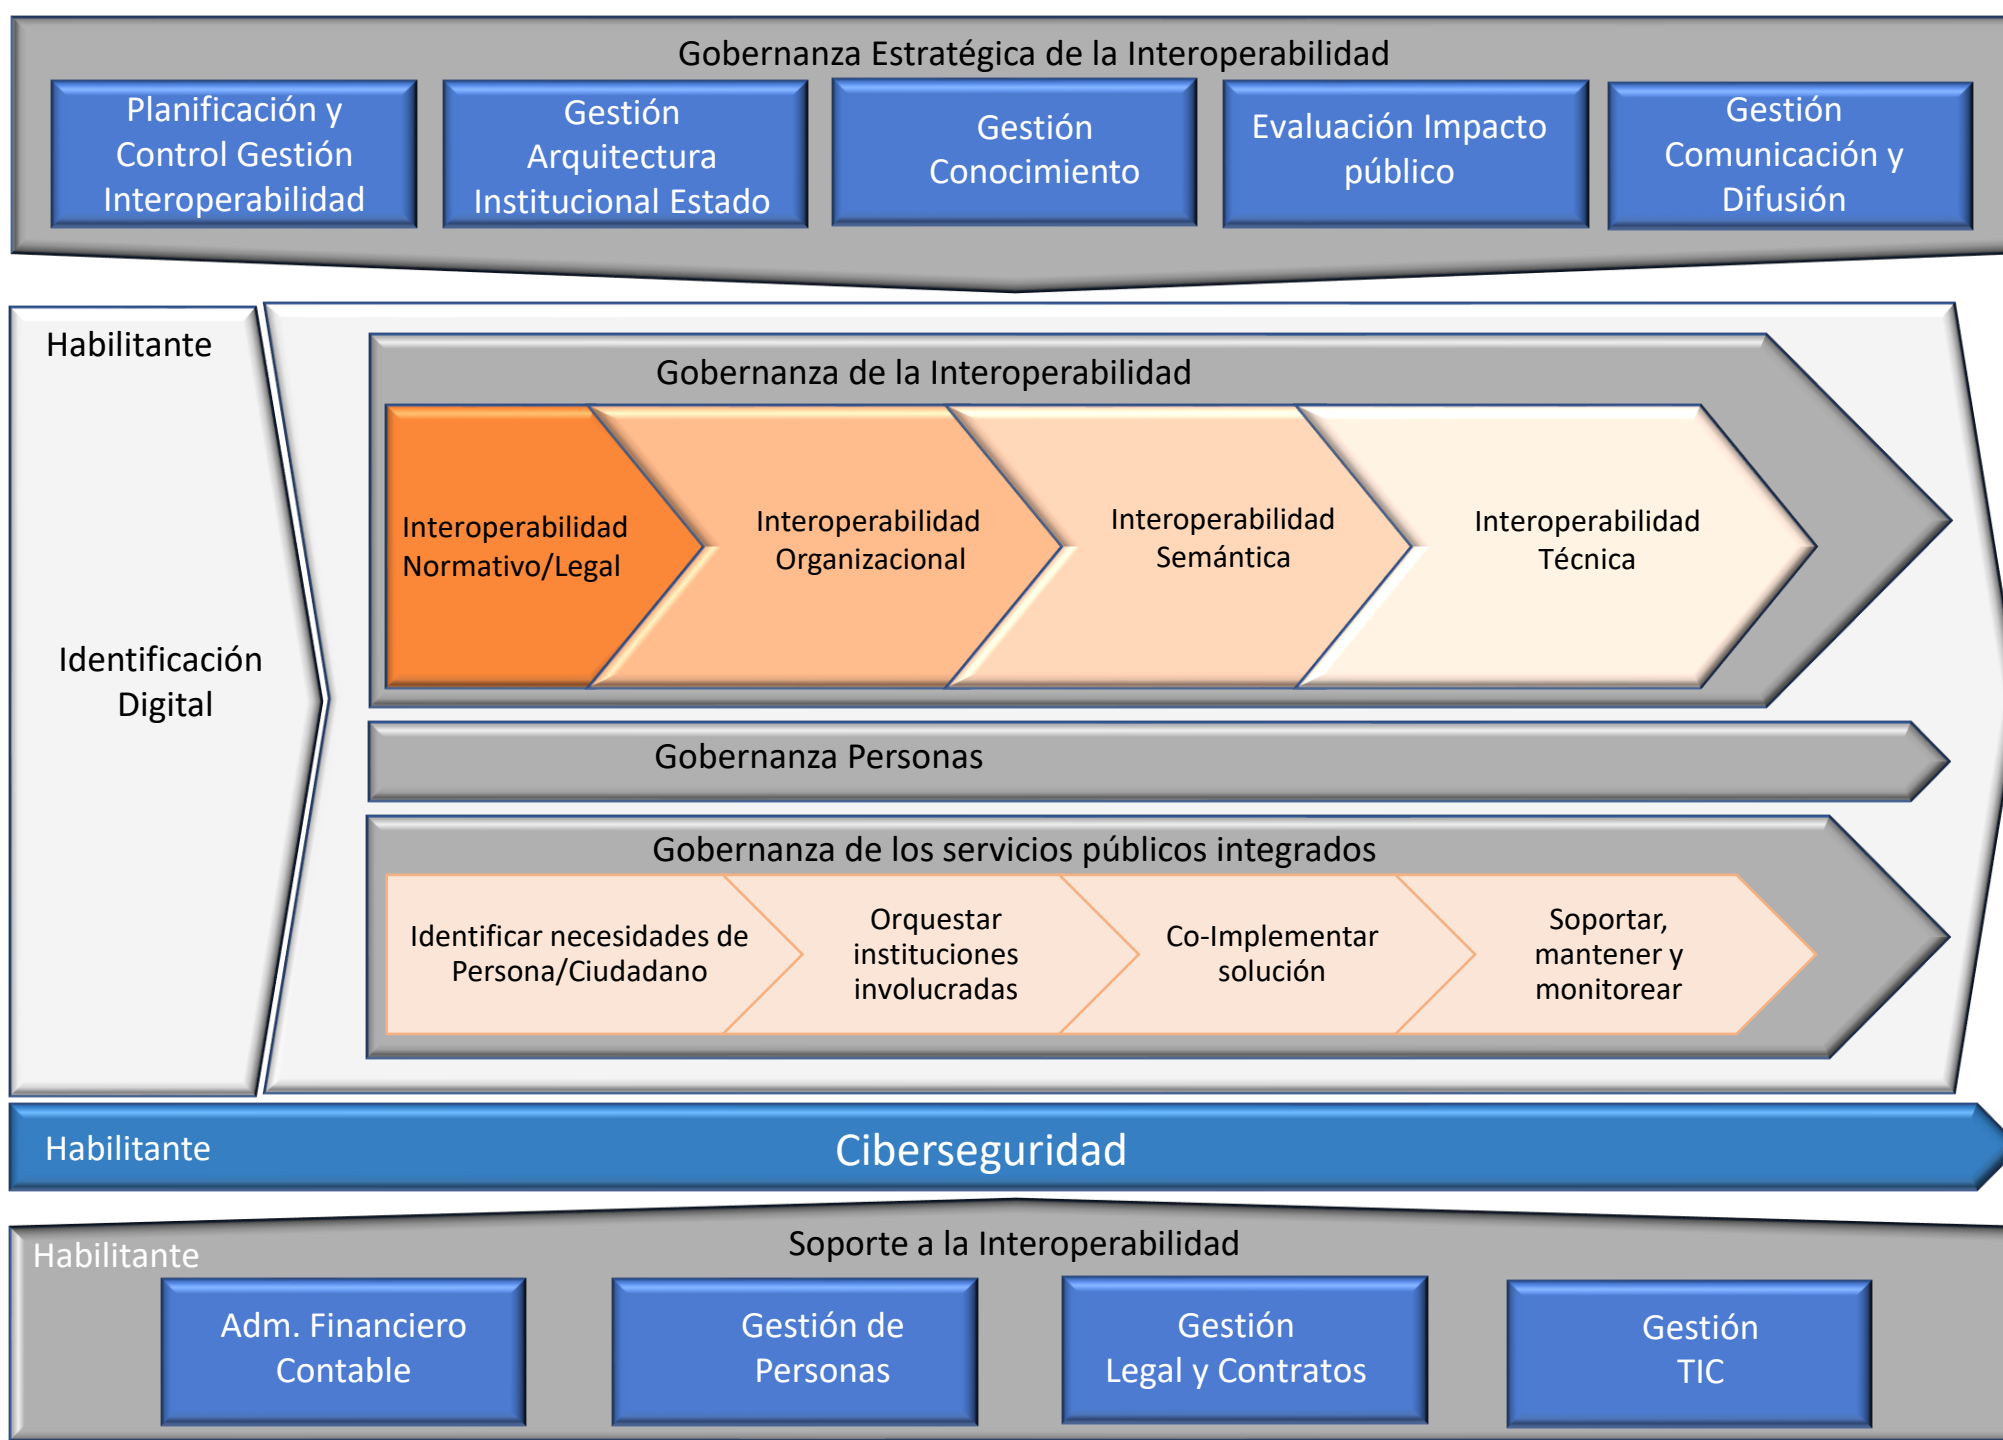 Gobernanza Estratégica de la Interoperabilidad
Planificación y
Control Gestión
Interoperabilidad
Gestión
Arquitectura
Institucional Estado
Gestión
Conocimiento
Evaluación Impacto
público
Gestión
Comunicación y
Difusión
Habilitante
Identificación
Digital
Gobernanza de la Interoperabilidad
Interoperabilidad
Normativo/Legal
Interoperabilidad
Organizacional
Interoperabilidad
Semántica
Interoperabilidad
Técnica
Gobernanza Personas
Gobernanza de los servicios públicos integrados
Identificar necesidades de
Persona/Ciudadano
Orquestar
instituciones
involucradas
Co-Implementar
solución
Soportar,
mantener y
monitorear
Habilitante
Ciberseguridad
Habilitante
Soporte a la Interoperabilidad
Adm. Financiero
Contable
Gestión de
Personas
Gestión
Legal y Contratos
Gestión
TIC